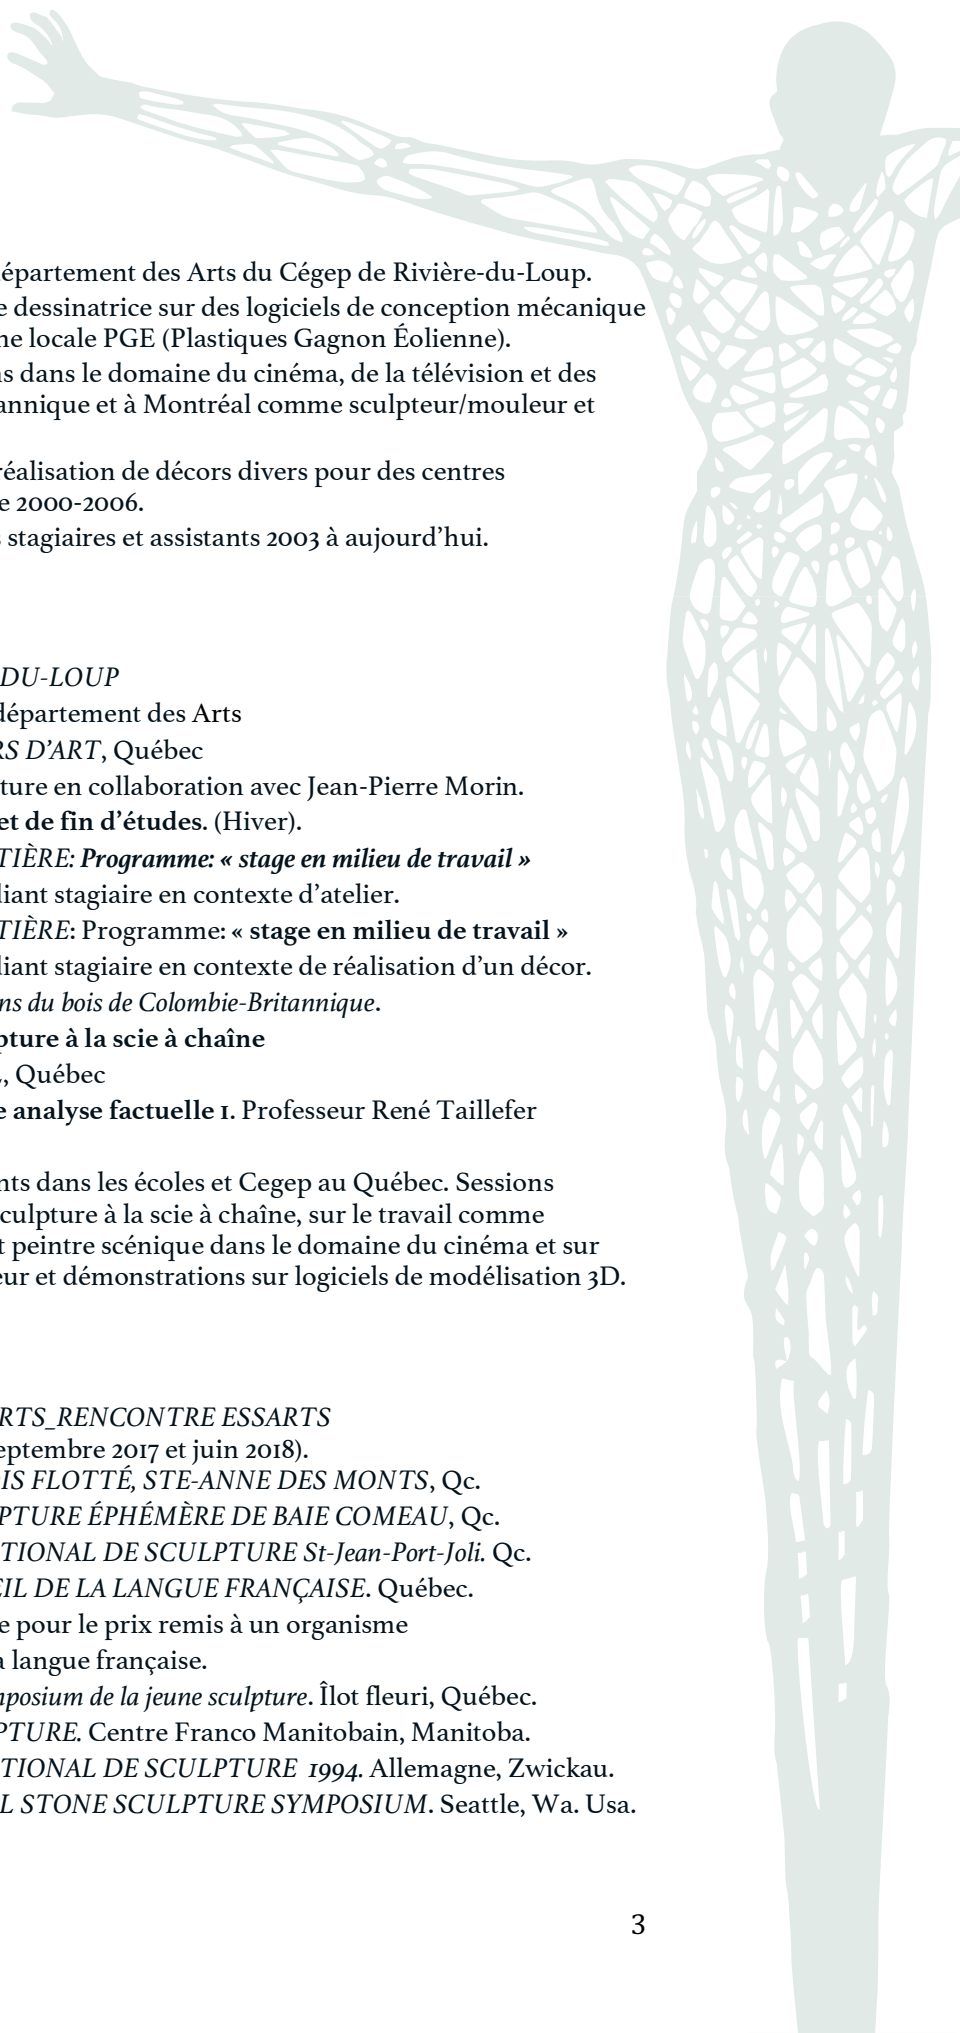 département des Arts du Cégep de Rivière-du-Loup.
e dessinatrice sur des logiciels de conception mécanique
ne locale PGE (Plastiques Gagnon Éolienne).
ns dans le domaine du cinéma, de la télévision et des
annique et à Montréal comme sculpteur/mouleur et
réalisation de décors divers pour des centres
e 2000-2006.
s stagiaires et assistants 2003 à aujourd’hui.
DU-LOUP
département des Arts
RS D’ART, Québec
ture en collaboration avec Jean-Pierre Morin.
et de fin d’études. (Hiver).
TIÈRE: Programme: « stage en milieu de travail »
diant stagiaire en contexte d’atelier.
TIÈRE: Programme: « stage en milieu de travail »
diant stagiaire en contexte de réalisation d’un décor.
ns du bois de Colombie-Britannique.
pture à la scie à chaîne
, Québec
e analyse factuelle 1. Professeur René Taillefer
nts dans les écoles et Cegep au Québec. Sessions
sculpture à la scie à chaîne, sur le travail comme
t peintre scénique dans le domaine du cinéma et sur
eur et démonstrations sur logiciels de modélisation 3D.
RTS_RENCONTRE ESSARTS
septembre 2017 et juin 2018).
IS FLOTTÉ, STE-ANNE DES MONTS, Qc.
PTURE ÉPHÉMÈRE DE BAIE COMEAU, Qc.
TIONAL DE SCULPTURE St-Jean-Port-Joli. Qc.
EIL DE LA LANGUE FRANÇAISE. Québec.
e pour le prix remis à un organisme
a langue française.
mposium de la jeune sculpture. Îlot fleuri, Québec.
PTURE. Centre Franco Manitobain, Manitoba.
TIONAL DE SCULPTURE 1994. Allemagne, Zwickau.
L STONE SCULPTURE SYMPOSIUM. Seattle, Wa. Usa.
3